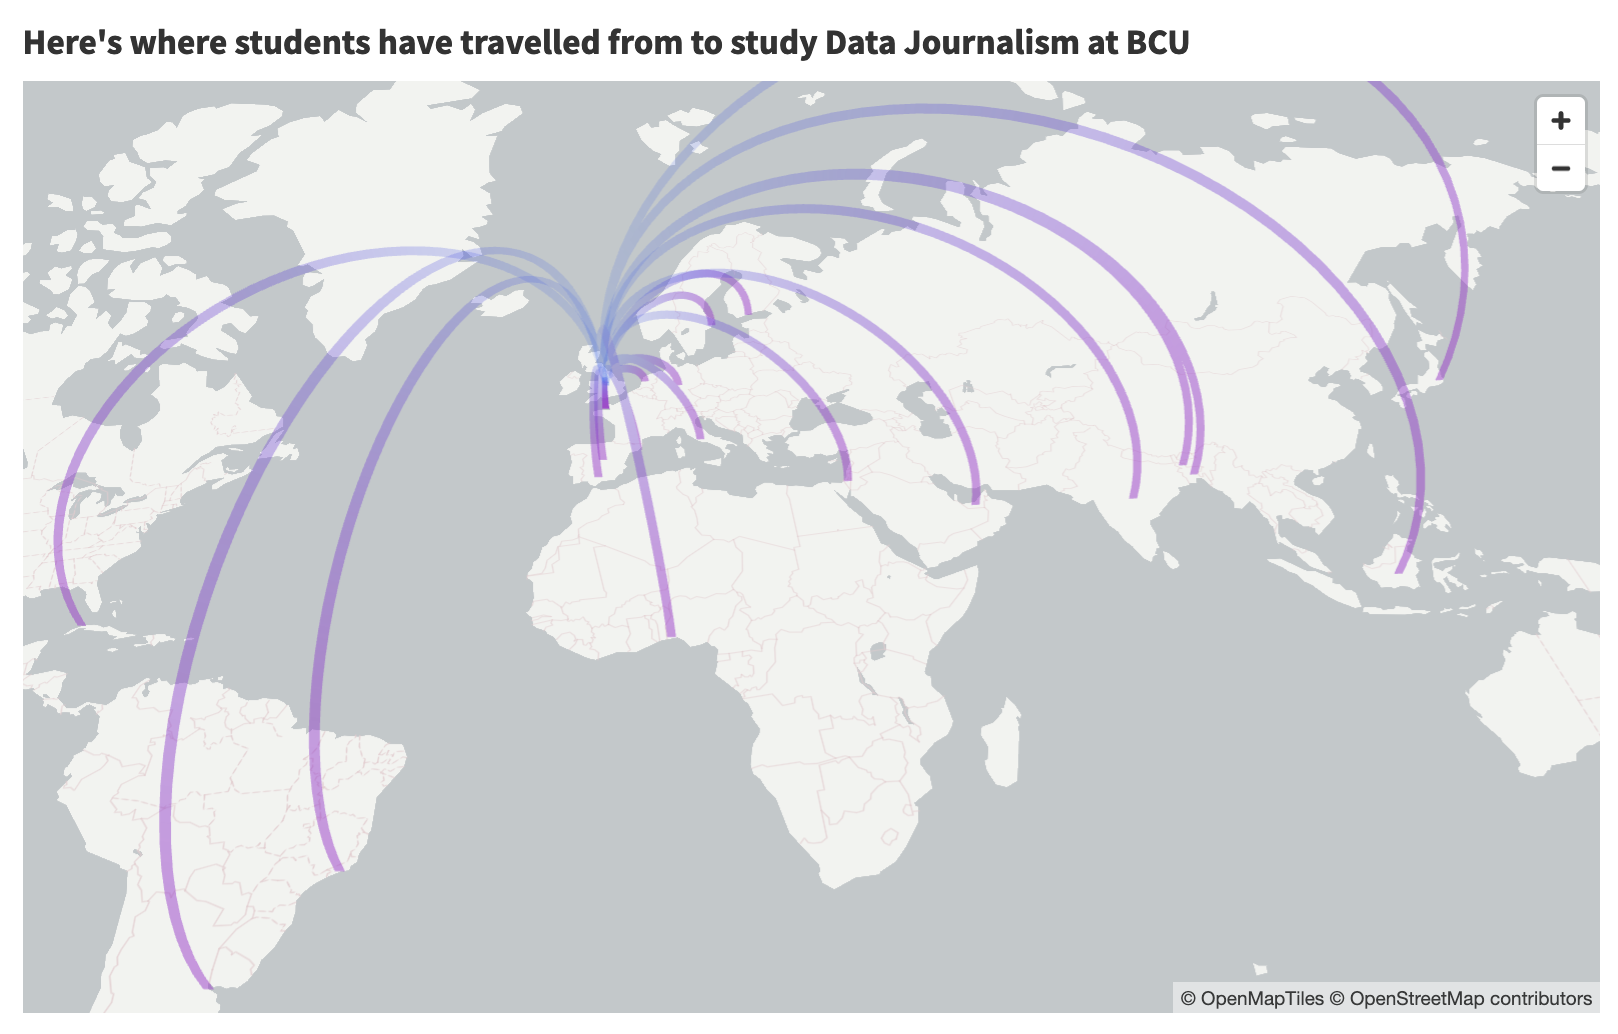 Here's where students have travelled from to study Data Journalism at BCU
+
−
© OpenMapTiles © OpenStreetMap contributors